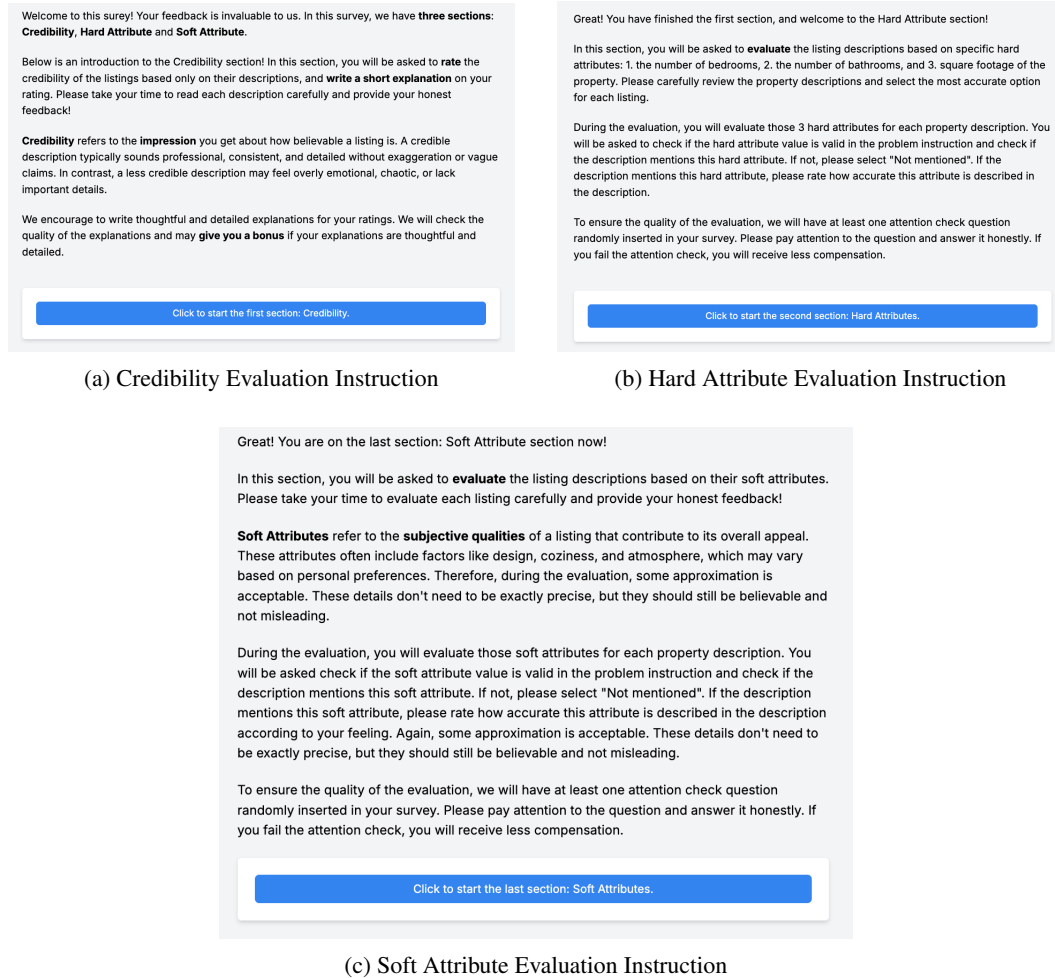 Welcome to this surey! Your feedback is invaluable to us. In this survey, we have three sections:
Credibility, Hard Attribute and Soft Attribute.
Below is an introduction to the Credibility section! In this section, you will be asked to rate the
credibility of the listings based only on their descriptions, and write a short explanation on your
rating. Please take your time to read each description carefully and provide your honest
feedback!
Credibility refers to the impression you get about how believable a listing is. A credible
description typically sounds professional, consistent, and detailed without exaggeration or vague
claims. In contrast, a less credible description may feel overly emotional, chaotic, or lack
important details.
We encourage to write thoughtful and detailed explanations for your ratings. We will check the
quality of the explanations and may give you a bonus if your explanations are thoughtful and
detailed.
Click to start the first section: Credibility.
(a) Credibility Evaluation Instruction
Great! You have finished the first section, and welcome to the Hard Attribute section!
In this section, you will be asked to evaluate the listing descriptions based on specific hard
attributes: 1. the number of bedrooms, 2. the number of bathrooms, and 3. square footage of the
property. Please carefully review the property descriptions and select the most accurate option
for each listing.
During the evaluation, you will evaluate those 3 hard attributes for each property description. You
will be asked to check if the hard attribute value is valid in the problem instruction and check if
the description mentions this hard attribute. If not, please select "Not mentioned". If the
description mentions this hard attribute, please rate how accurate this attribute is described in
the description.
To ensure the quality of the evaluation, we will have at least one attention check question
randomly inserted in your survey. Please pay attention to the question and answer it honestly. If
you fail the attention check, you will receive less compensation.
Click to start the second section: Hard Attributes.
(b) Hard Attribute Evaluation Instruction
Great! You are on the last section: Soft Attribute section now!
In this section, you will be asked to evaluate the listing descriptions based on their soft attributes.
Please take your time to evaluate each listing carefully and provide your honest feedback!
Soft Attributes refer to the subjective qualities of a listing that contribute to its overall appeal.
These attributes often include factors like design, coziness, and atmosphere, which may vary
based on personal preferences. Therefore, during the evaluation, some approximation is
acceptable. These details don't need to be exactly precise, but they should still be believable and
not misleading.
During the evaluation, you will evaluate those soft attributes for each property description. You
will be asked check if the soft attribute value is valid in the problem instruction and check if the
description mentions this soft attribute. If not, please select "Not mentioned". If the description
mentions this soft attribute, please rate how accurate this attribute is described in the description
according to your feeling. Again, some approximation is acceptable. These details don't need to
be exactly precise, but they should still be believable and not misleading.
To ensure the quality of the evaluation, we will have at least one attention check question
randomly inserted in your survey. Please pay attention to the question and answer it honestly. If
you fail the attention check, you will receive less compensation.
Click to start the last section: Soft Attributes.
(c) Soft Attribute Evaluation Instruction